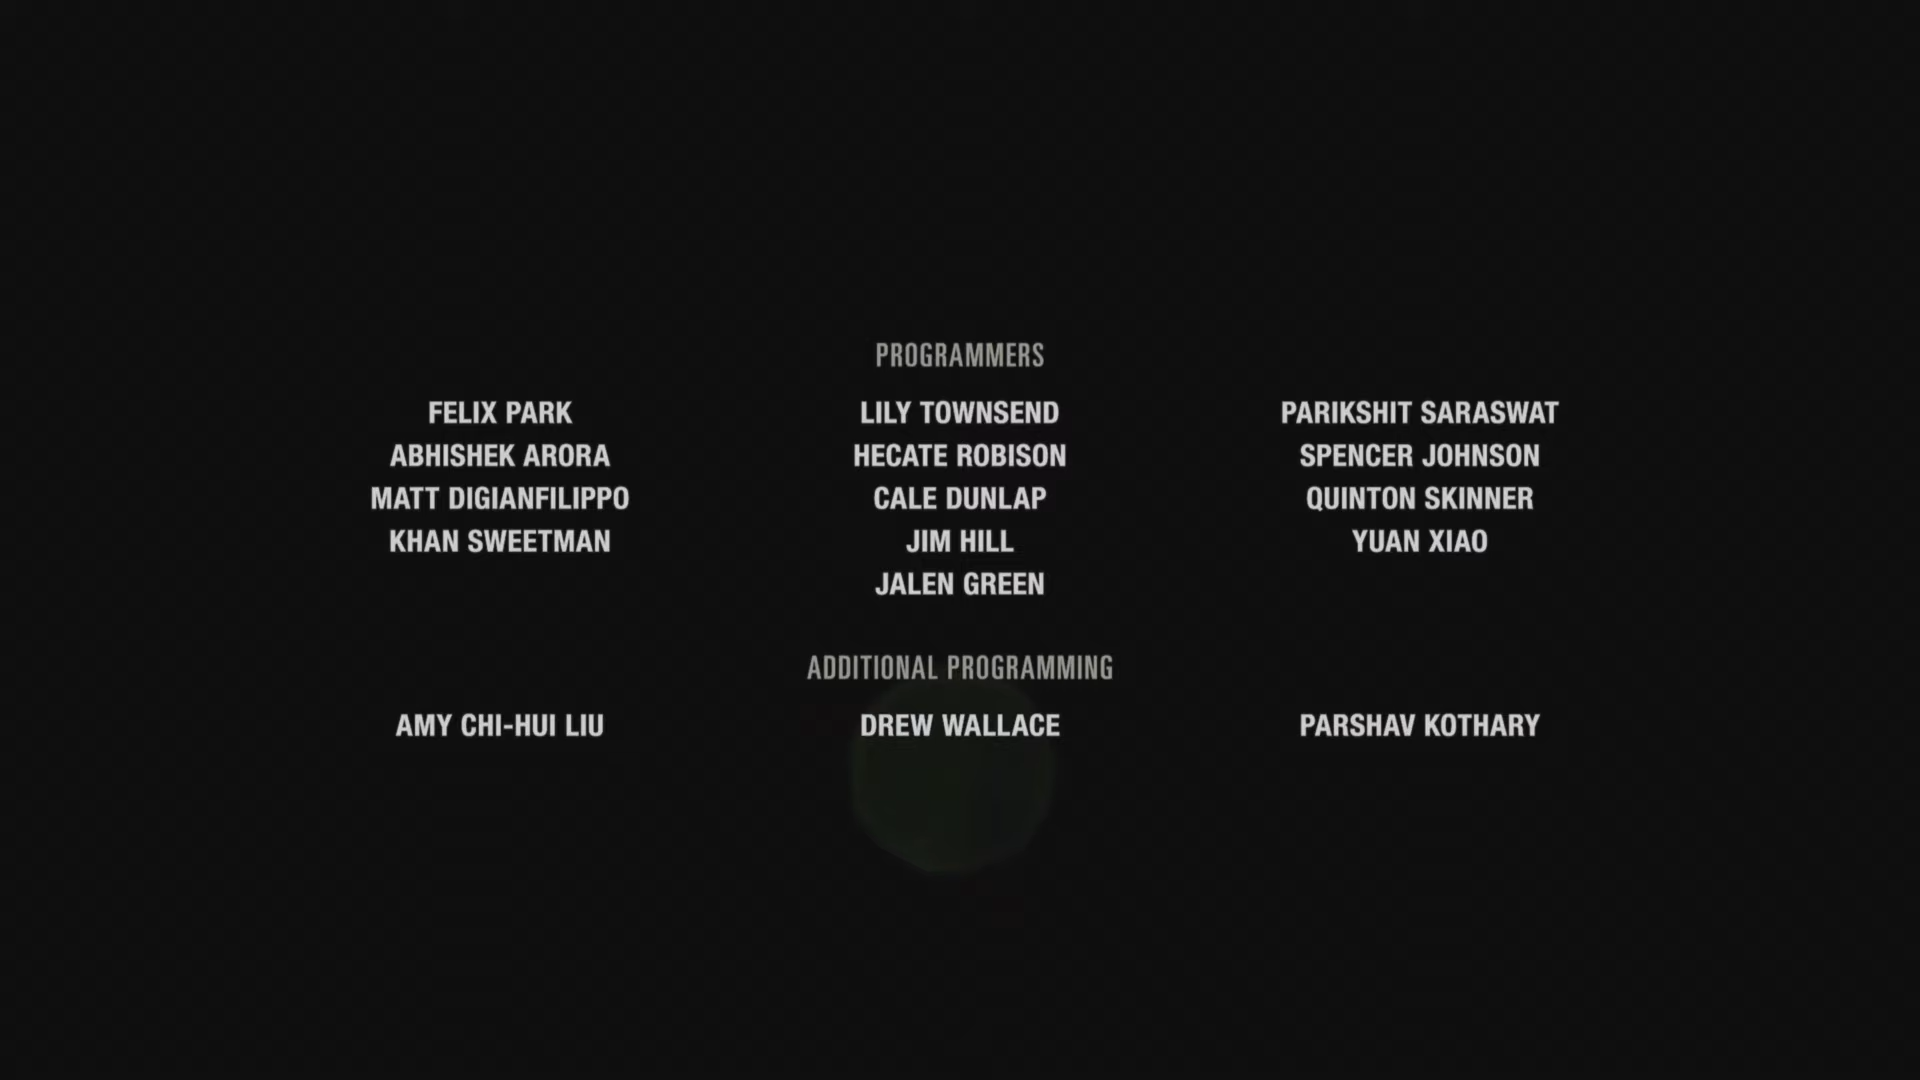 PROGRAMMERS
FELIX PARK LILY TOWNSEND PARIKSHIT SARASWAT
ABHISHEK ARORA HECATE ROBISON SPENCER JOHNSON
MATT DIGIANFILIPPO CALE DUNLAP QUINTON SKINNER
KHAN SWEETMAN JIM HILL YUAN XIAO
JALEN GREEN
ADDITIONAL PROGRAMMING
AMY CHI-HUI LIU DREW WALLACE PARSHAV KOTHARY